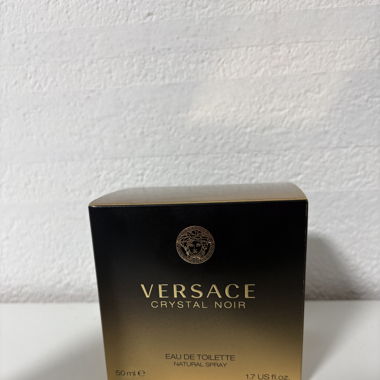 VERSACE
CRYSTAL NOIR
EAU DE TOILETTE
NATURAL SPRAY
50 ml ℮ 1.7 US fl.oz.